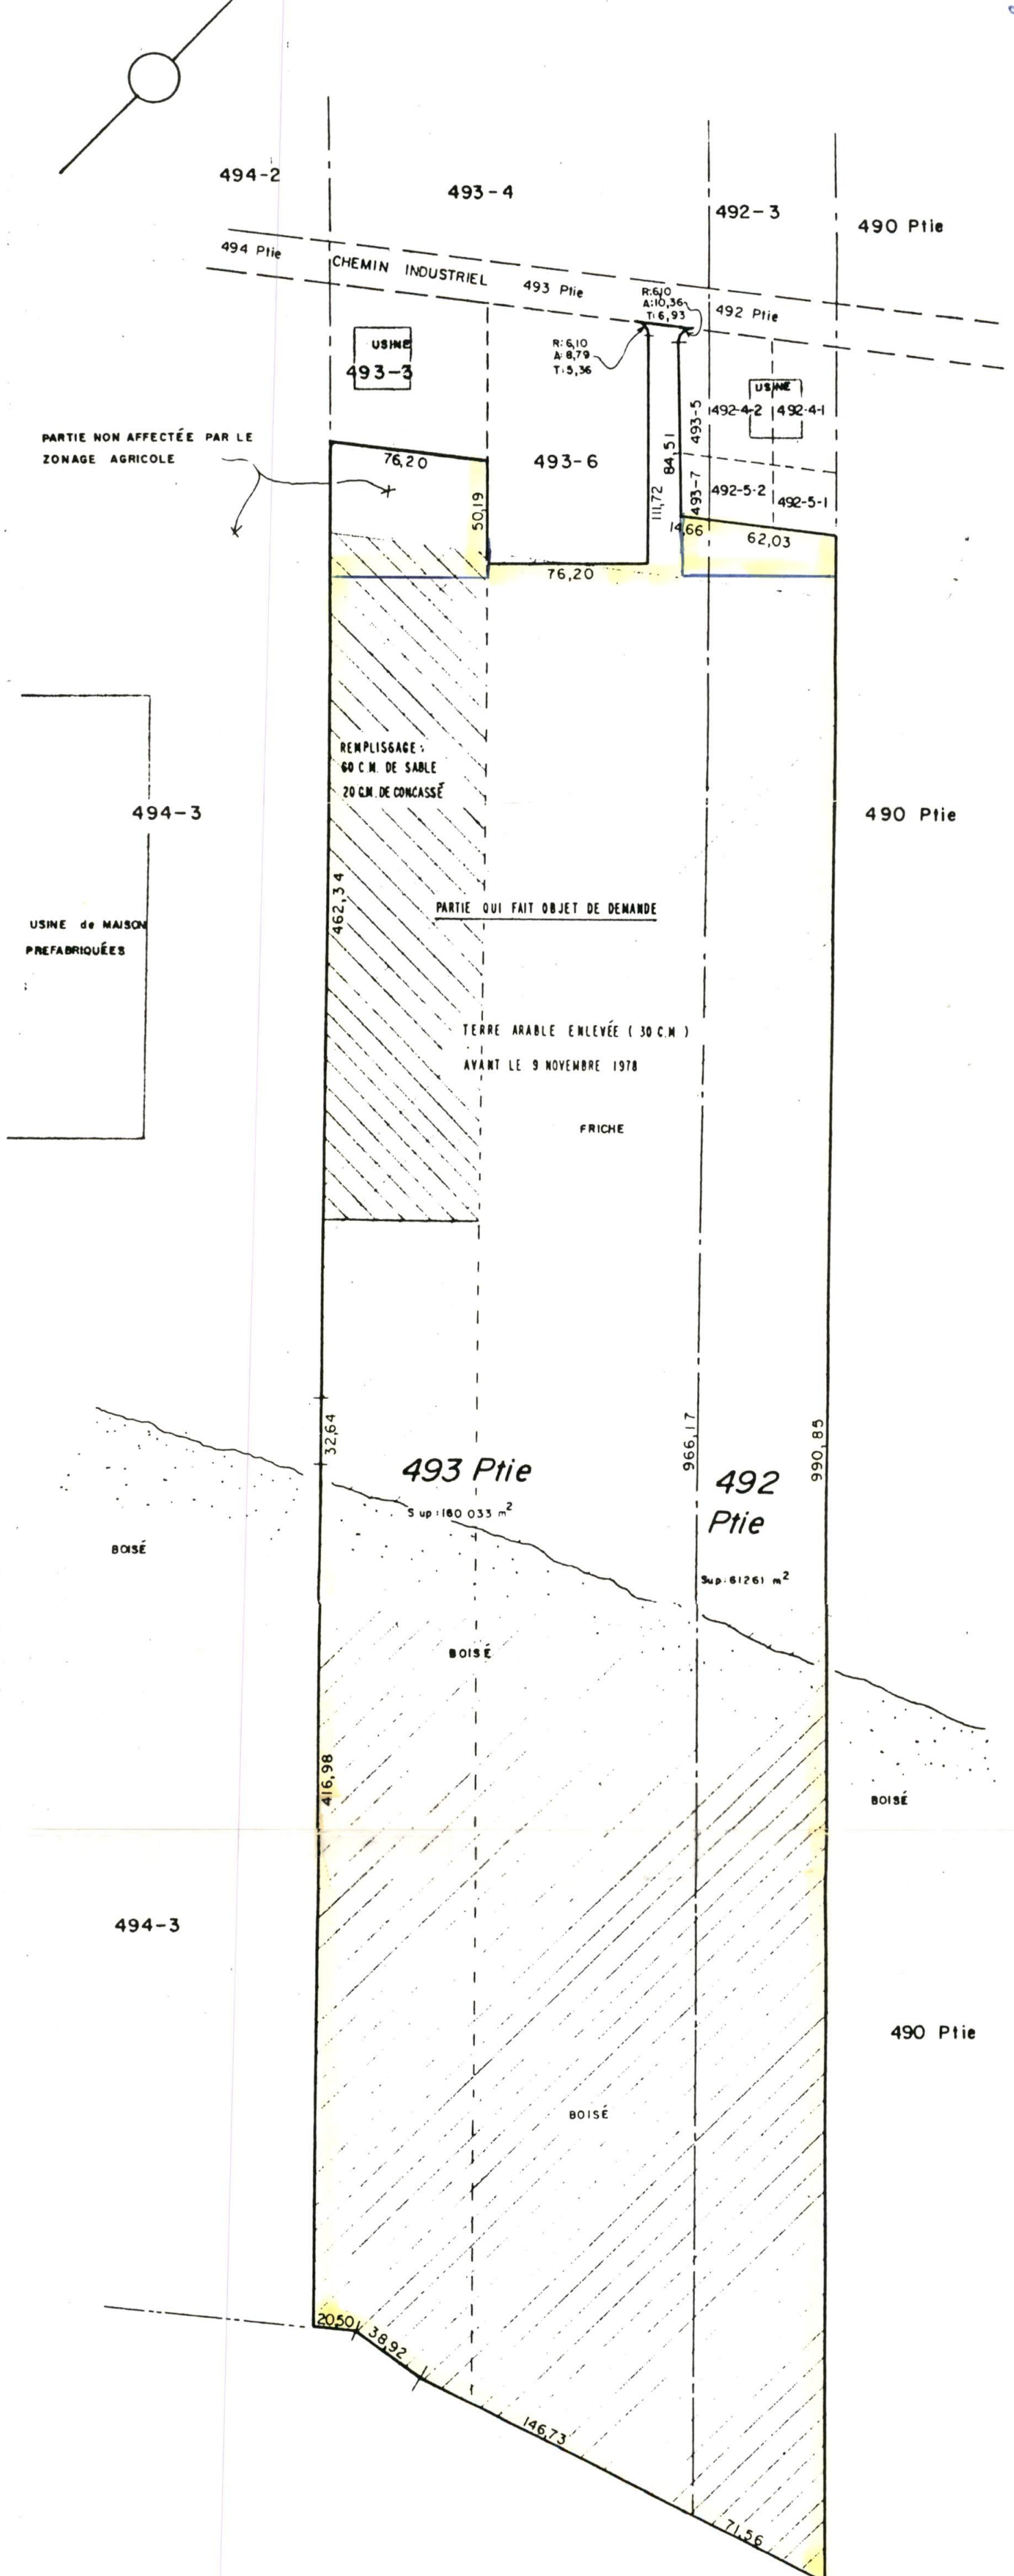 494-2
493-4
492-3
490 Ptie
494 Ptie
CHEMIN INDUSTRIEL
493 Ptie
R:6,10
A:10,36
T:6,93
492 Ptie
R:6,10
A:8,79
T:5,36
USINE
493-3
USINE
492-4-2
492-4-1
493-5
PARTIE NON AFFECTÉE PAR LE
ZONAGE AGRICOLE
76,20
493-6
84,51
111,72
50,19
493-7
492-5-2
492-5-1
14,66
62,03
76,20
REMPLISSAGE :
60 C.M. DE SABLE
20 C.M. DE CONCASSÉ
494-3
490 Ptie
462,34
PARTIE QUI FAIT OBJET DE DEMANDE
USINE de MAISON
PREFABRIQUÉES
TERRE ARABLE ENLEVÉE ( 30 C.M )
AVANT LE 9 NOVEMBRE 1978
FRICHE
32,64
966,17
990,85
493 Ptie
Sup:160 033 m²
492
Ptie
Sup:61261 m²
BOISÉ
BOISÉ
416,98
BOISÉ
494-3
490 Ptie
BOISÉ
20,50
38,92
146,73
71,56